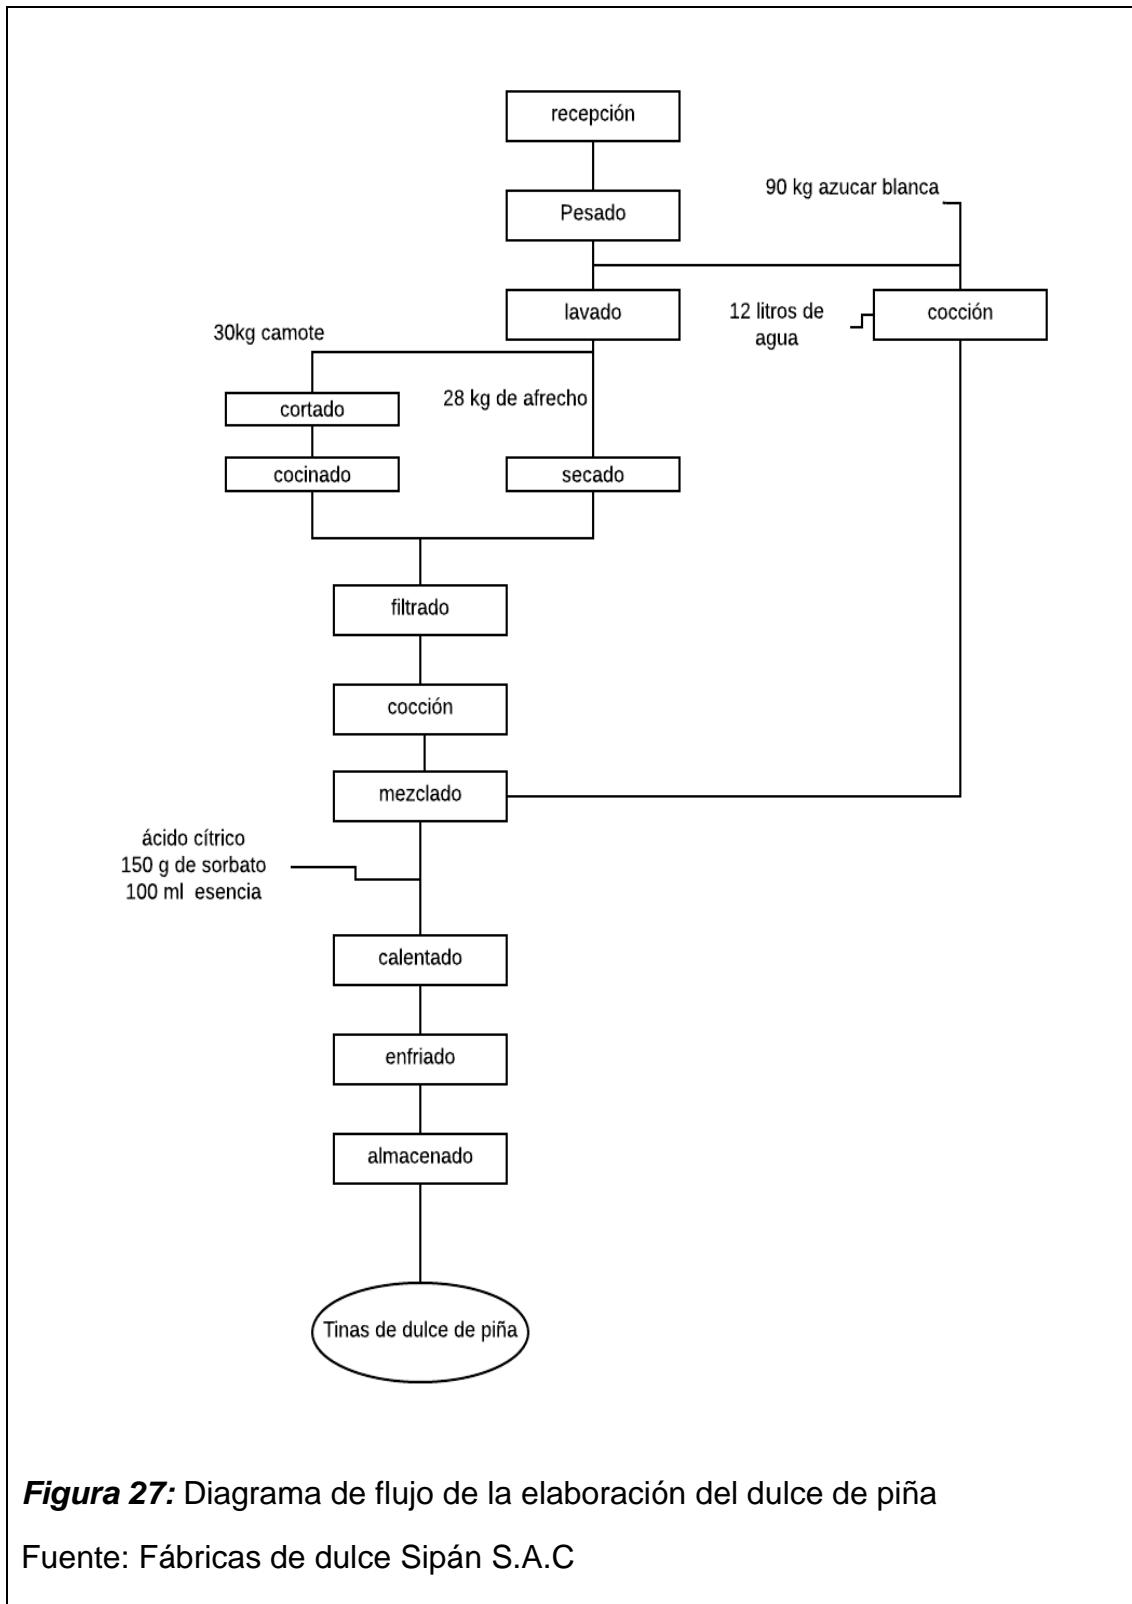 recepción
90 kg azucar blanca
Pesado
lavado
12 litros de
agua
cocción
30kg camote
28 kg de afrecho
cortado
cocinado
secado
filtrado
cocción
mezclado
ácido cítrico
150 g de sorbato
100 ml esencia
calentado
enfriado
almacenado
Tinas de dulce de piña
Figura 27: Diagrama de flujo de la elaboración del dulce de piña
Fuente: Fábricas de dulce Sipán S.A.C